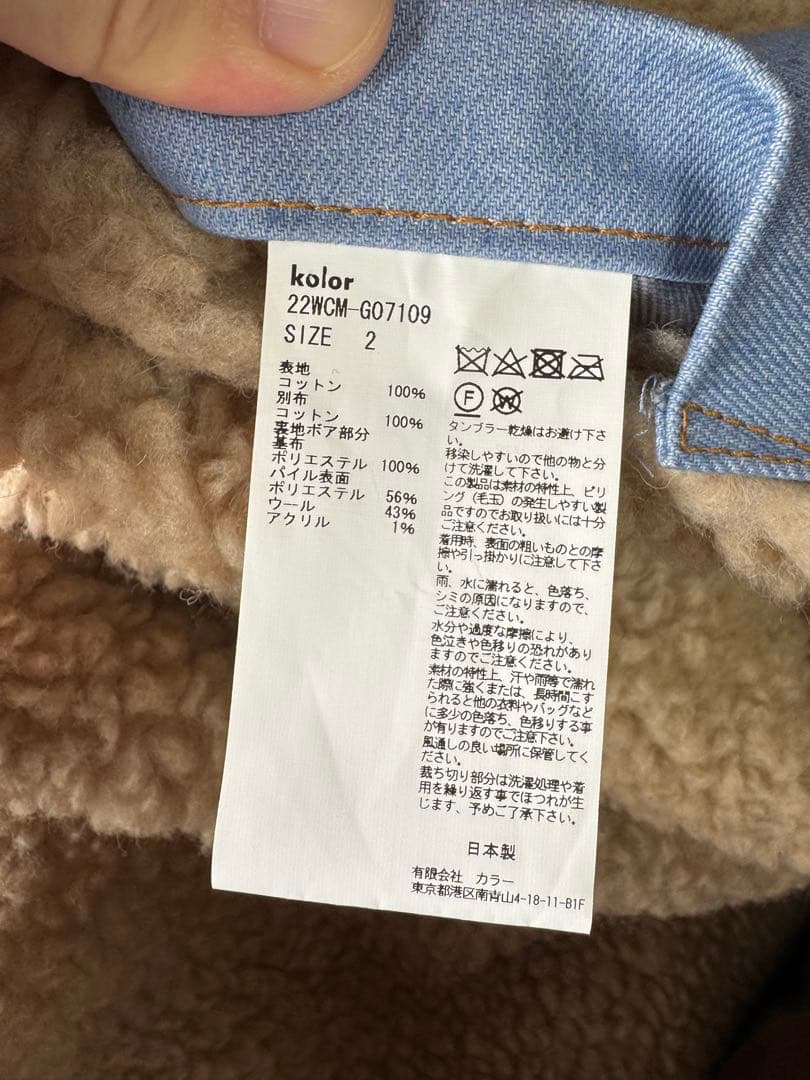 kolor
22WCM-G07109
SIZE 2
表地
コットン 100%
別布
コットン 100%
裏地ボア部分
基布
ポリエステル 100%
パイル表面
ポリエステル 56%
ウール 43%
アクリル 1%
F
W
タンブラー乾燥はお避け下さ
い。
移染しやすいので他の物と分
けて洗濯して下さい。
この製品は素材の特性上、ピリ
ング（毛玉）の発生しやすい製
品ですのでお取り扱いには十分
ご注意ください。
着用時、表面の粗いものとの摩
擦や引っ掛かりに注意して下さ
い。
雨、水に濡れると、色落ち、
シミの原因になりますので、
ご注意ください。
水分や過度な摩擦により、
色泣きや色移りの恐れがあり
ますのでご注意ください。
素材の特性上、汗や雨等で濡れ
た際に強くまたは、長時間こす
られると他の衣料やバッグなど
に多少の色落ち、色移りする事
が有りますのでご注意下さい。
風通しの良い場所に保管してく
ださい。
裁ち切り部分は洗濯処理や着
用を繰り返す事でほつれが生
じます、予めご了承下さい。
日本製
有限会社 カラー
東京都港区南青山4-18-11-B1F